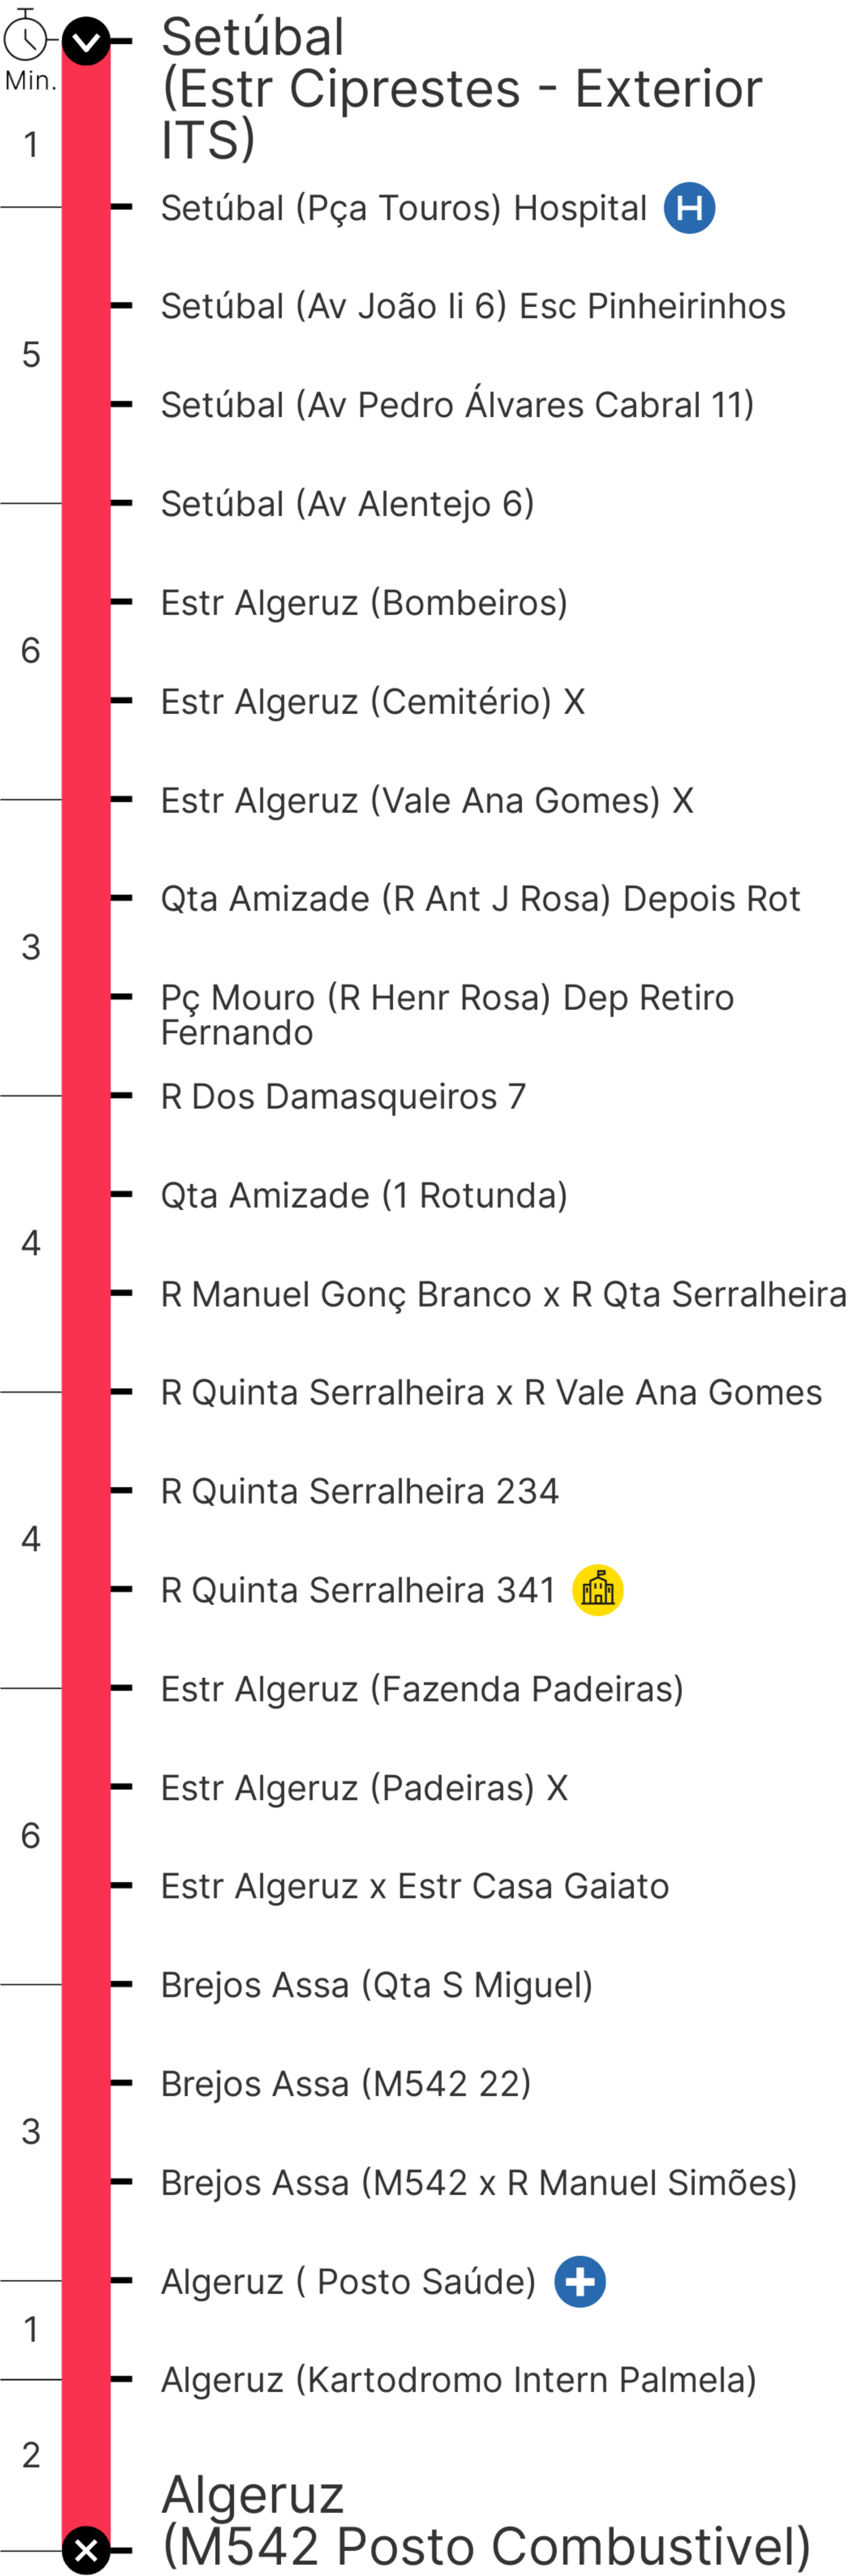 Min.
Setúbal
(Estr Ciprestes - Exterior
ITS)
1
Setúbal (Pça Touros) Hospital H
Setúbal (Av João Ii 6) Esc Pinheirinhos
5
Setúbal (Av Pedro Álvares Cabral 11)
Setúbal (Av Alentejo 6)
Estr Algeruz (Bombeiros)
6
Estr Algeruz (Cemitério) X
Estr Algeruz (Vale Ana Gomes) X
Qta Amizade (R Ant J Rosa) Depois Rot
3
Pç Mouro (R Henr Rosa) Dep Retiro
Fernando
R Dos Damasqueiros 7
Qta Amizade (1 Rotunda)
4
R Manuel Gonç Branco x R Qta Serralheira
R Quinta Serralheira x R Vale Ana Gomes
R Quinta Serralheira 234
4
R Quinta Serralheira 341
Estr Algeruz (Fazenda Padeiras)
Estr Algeruz (Padeiras) X
6
Estr Algeruz x Estr Casa Gaiato
Brejos Assa (Qta S Miguel)
Brejos Assa (M542 22)
3
Brejos Assa (M542 x R Manuel Simões)
Algeruz ( Posto Saúde)
1
Algeruz (Kartodromo Intern Palmela)
2
Algeruz
(M542 Posto Combustivel)